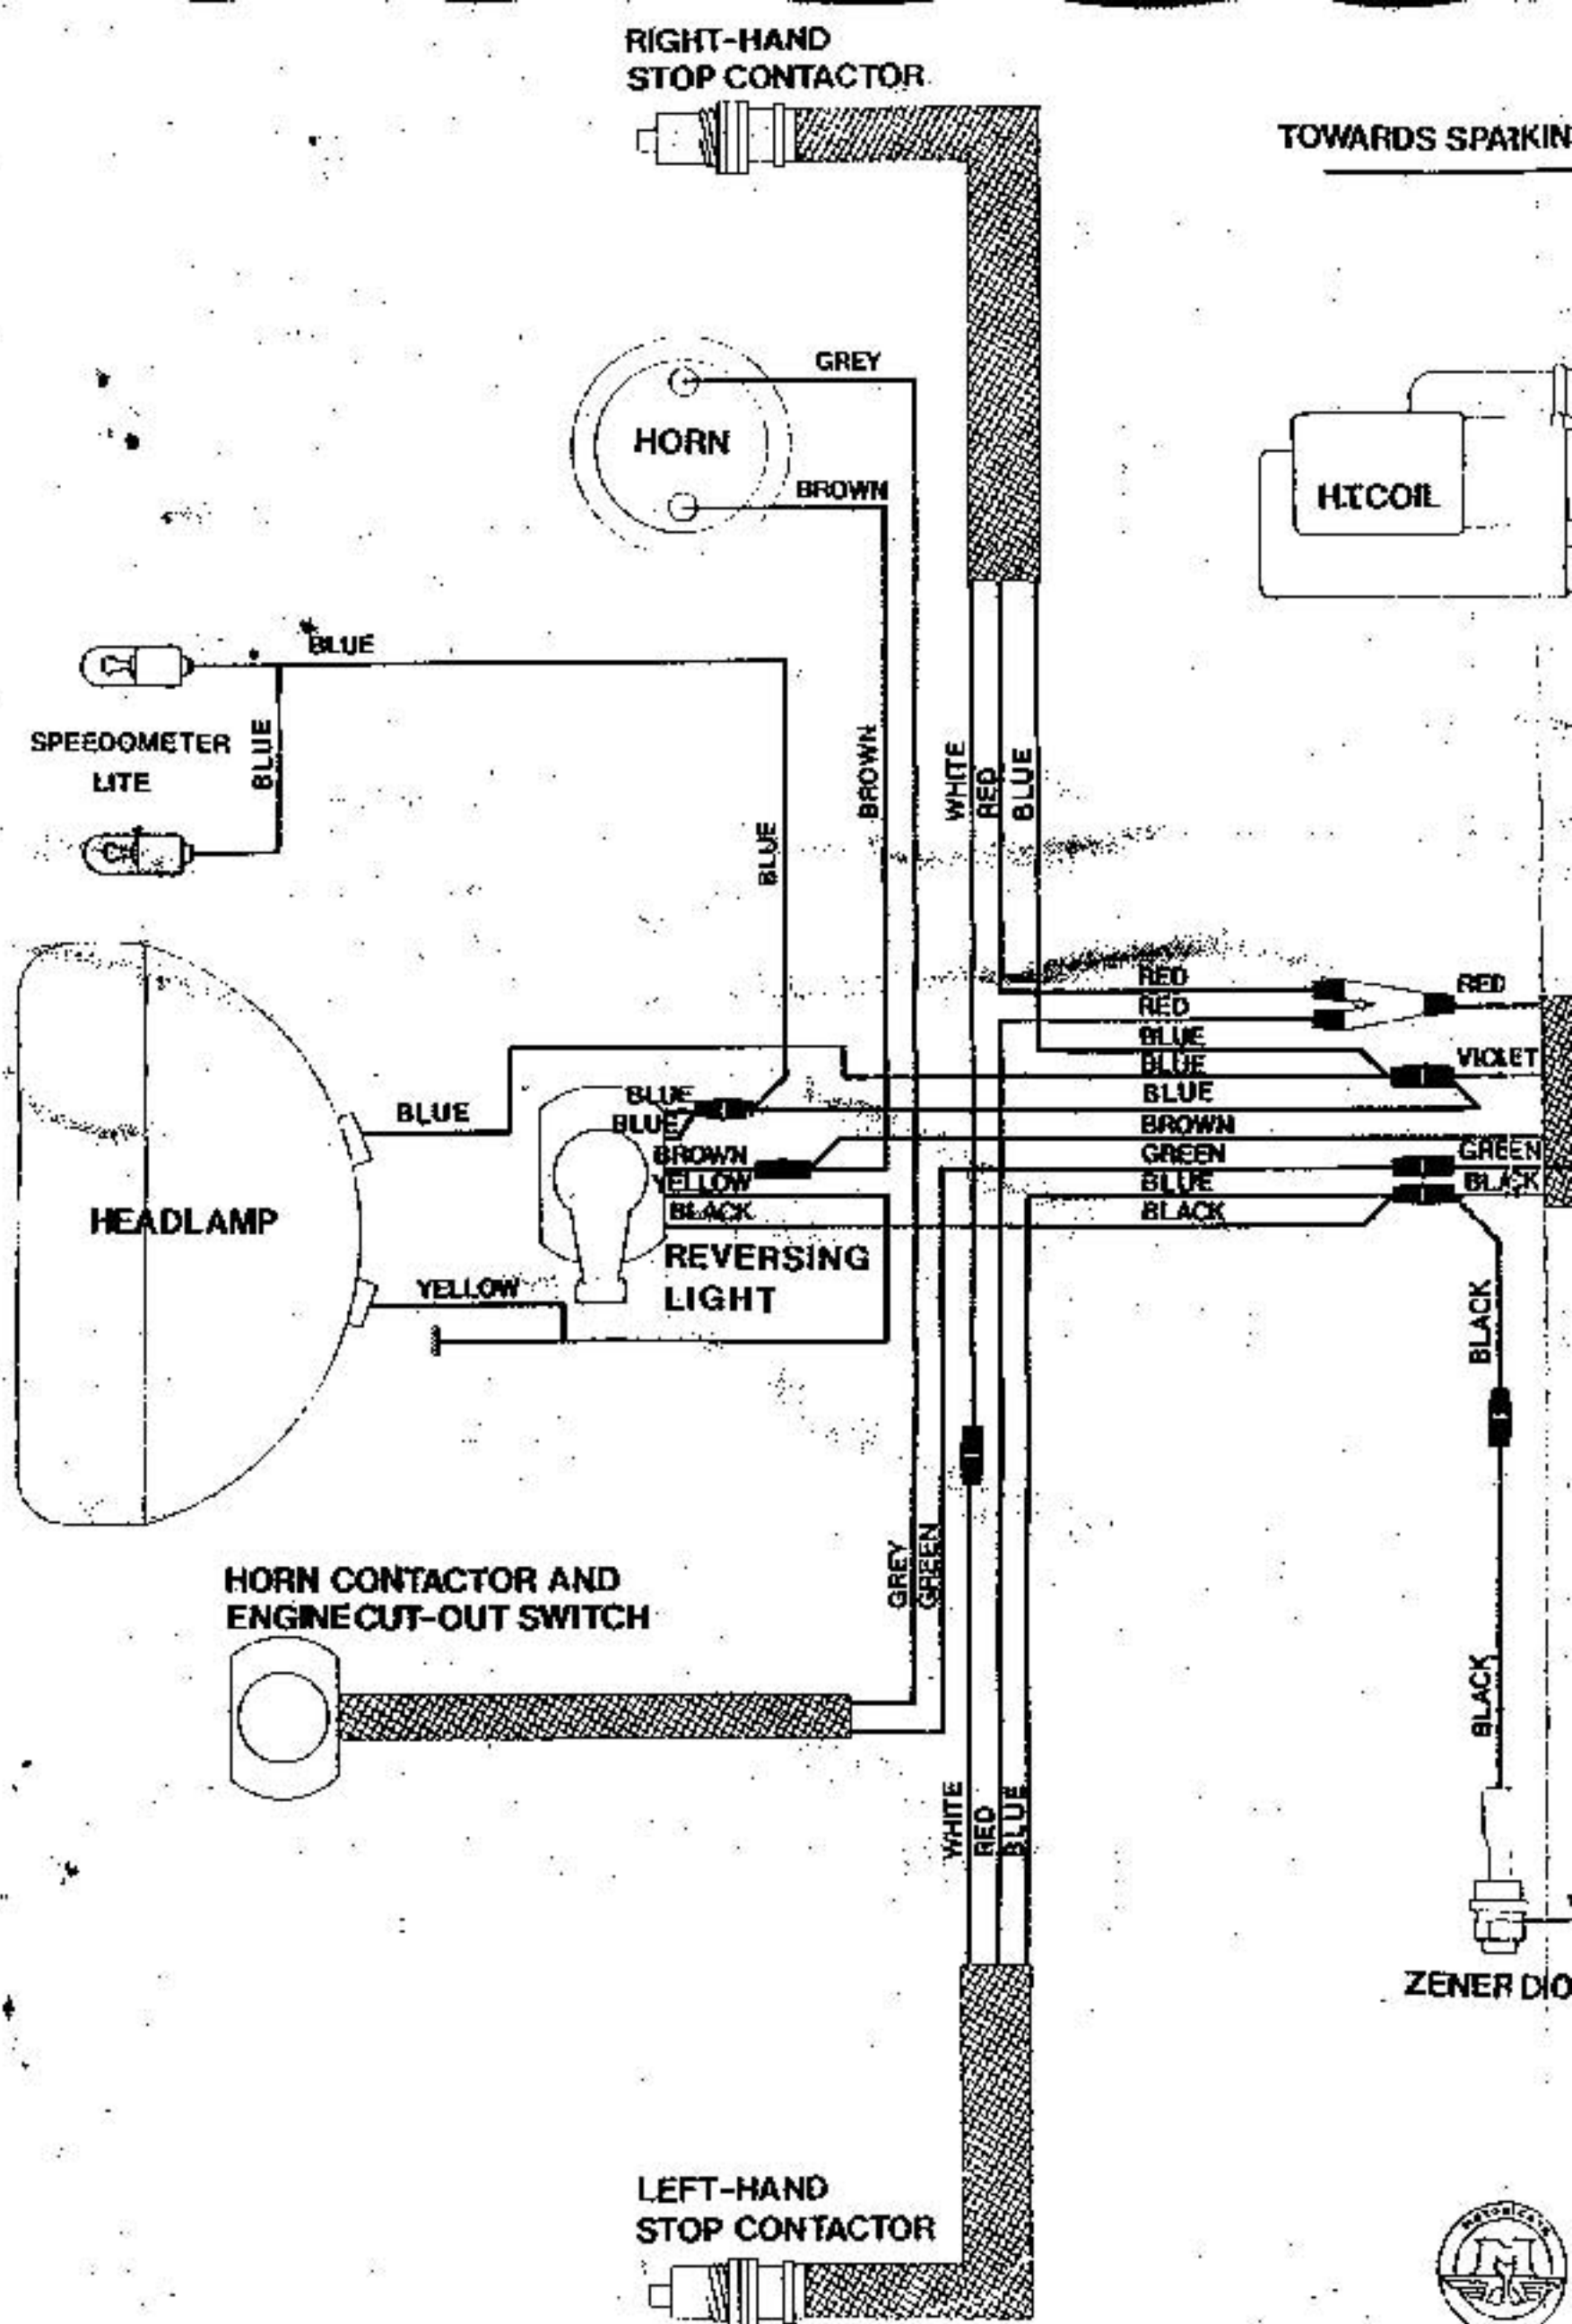 RIGHT-HAND
STOP CONTACTOR
TOWARDS SPARKIN
GREY
HORN
BROWN
H.T.COIL
BLUE
SPEEDOMETER
LITE
BLUE
BLUE
BROWN
WHITE
RED
BLUE
RED
RED
RED
BLUE
BLUE
VIOLET
BLUE
BLUE
BLUE
BLUE
BROWN
BROWN
GREEN
GREEN
YELLOW
BLUE
BLACK
BLACK
BLACK
HEADLAMP
REVERSING
LIGHT
YELLOW
BLACK
GREY
GREEN
HORN CONTACTOR AND
ENGINE CUT-OUT SWITCH
BLACK
WHITE
RED
BLUE
ZENER DIO
LEFT-HAND
STOP CONTACTOR